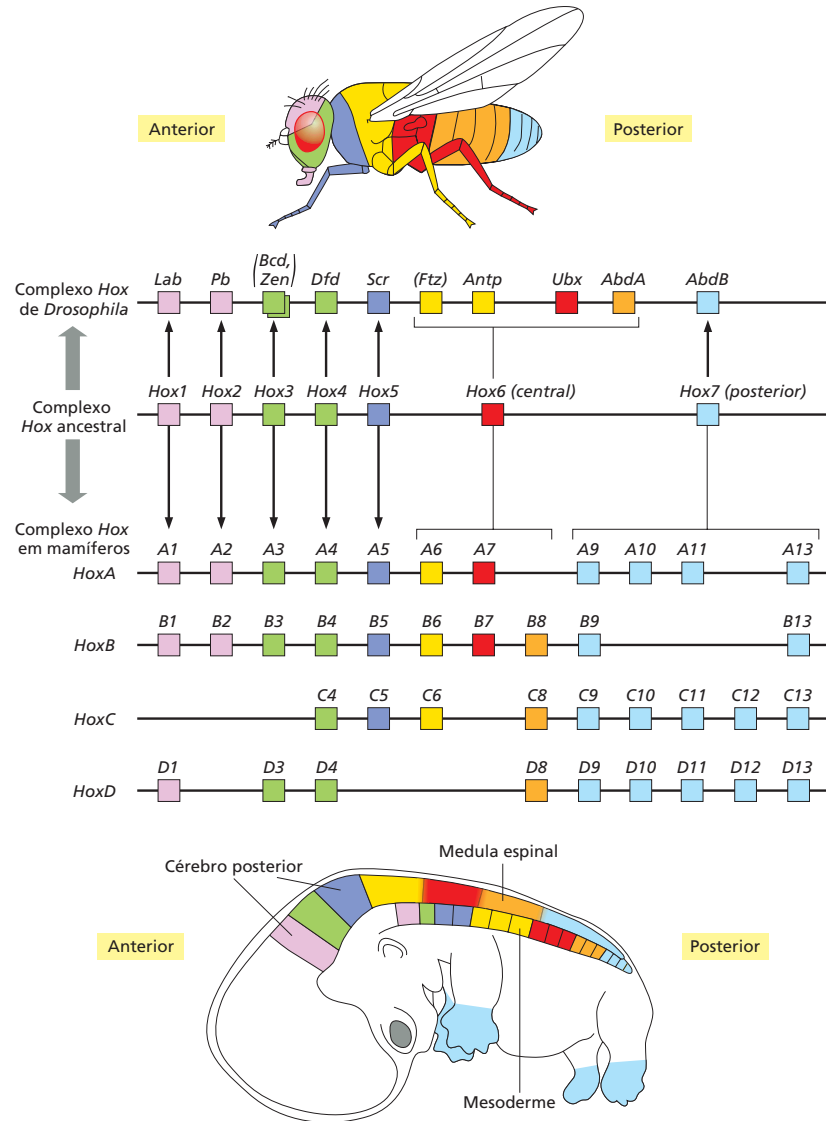 Anterior
Posterior
Complexo Hox
de Drosophila
Lab Pb (Bcd, Zen) Dfd Scr (Ftz) Antp Ubx AbdA AbdB
Complexo
Hox ancestral
Hox1 Hox2 Hox3 Hox4 Hox5 Hox6 (central) Hox7 (posterior)
Complexo Hox
em mamíferos
HoxA
A1 A2 A3 A4 A5 A6 A7 A9 A10 A11 A13
HoxB
B1 B2 B3 B4 B5 B6 B7 B8 B9 B13
HoxC
C4 C5 C6 C8 C9 C10 C11 C12 C13
HoxD
D1 D3 D4 D8 D9 D10 D11 D12 D13
Cérebro posterior
Medula espinal
Anterior
Posterior
Mesoderme